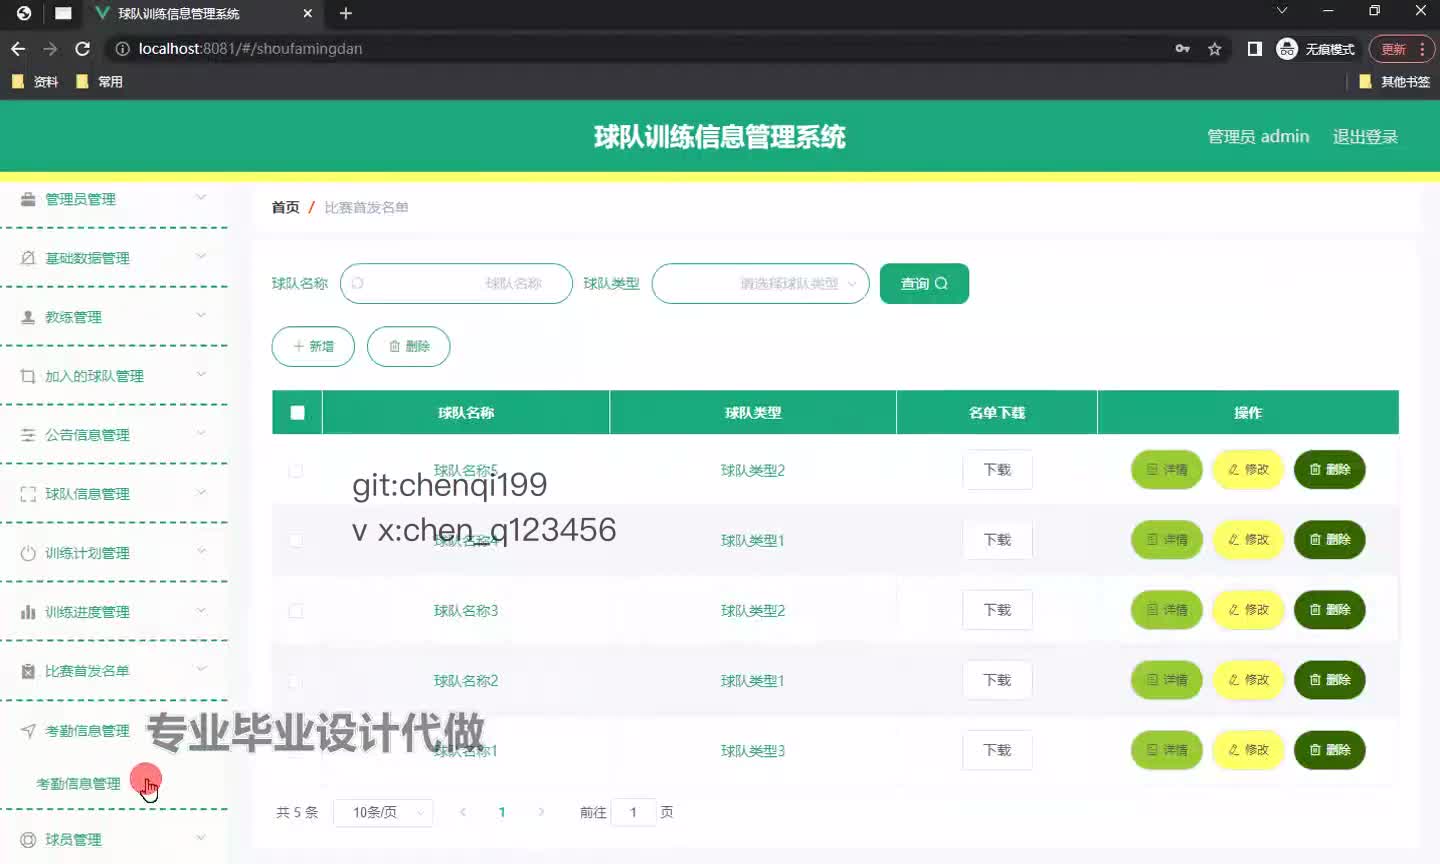 球队训练信息管理系统
localhost:8081/#/shoufamingdan
无痕模式
更新
资料
常用
其他书签
球队训练信息管理系统
管理员 admin
退出登录
管理员管理
基础数据管理
教练管理
加入的球队管理
公告信息管理
球队信息管理
训练计划管理
训练进度管理
比赛首发名单
考勤信息管理
考勤信息管理
球员管理
首页 / 比赛首发名单
球队名称 球队名称 球队类型 请选择球队类型 查询
新增 删除
球队名称 球队类型 名单下载 操作
球队名称5 球队类型2 下载 详情 修改 删除
球队名称4 球队类型1 下载 详情 修改 删除
球队名称3 球队类型2 下载 详情 修改 删除
球队名称2 球队类型1 下载 详情 修改 删除
球队名称1 球队类型3 下载 详情 修改 删除
git:chenqi199
v x:chen_q123456
专业毕业设计代做
共 5 条 10条/页 1 前往 1 页